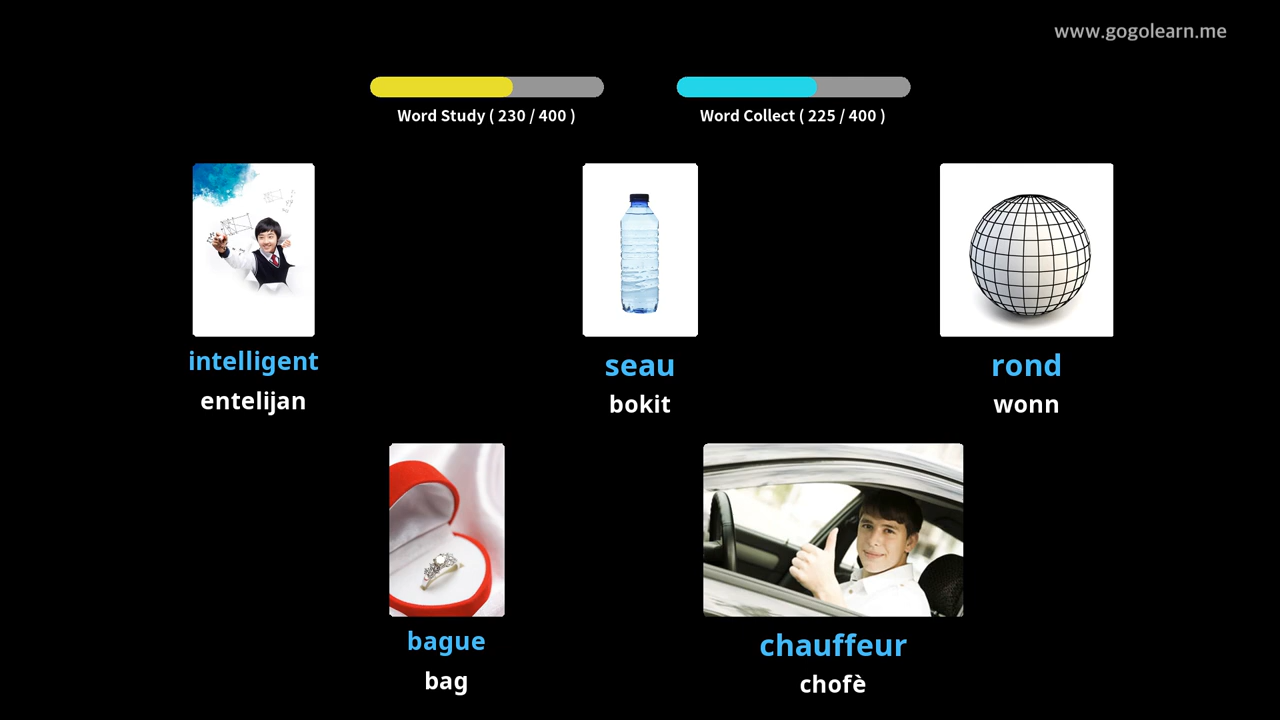 www.gogolearn.me
Word Study ( 230 / 400 )
Word Collect ( 225 / 400 )
intelligent
entelijan
seau
bokit
rond
wonn
bague
bag
chauffeur
chofè